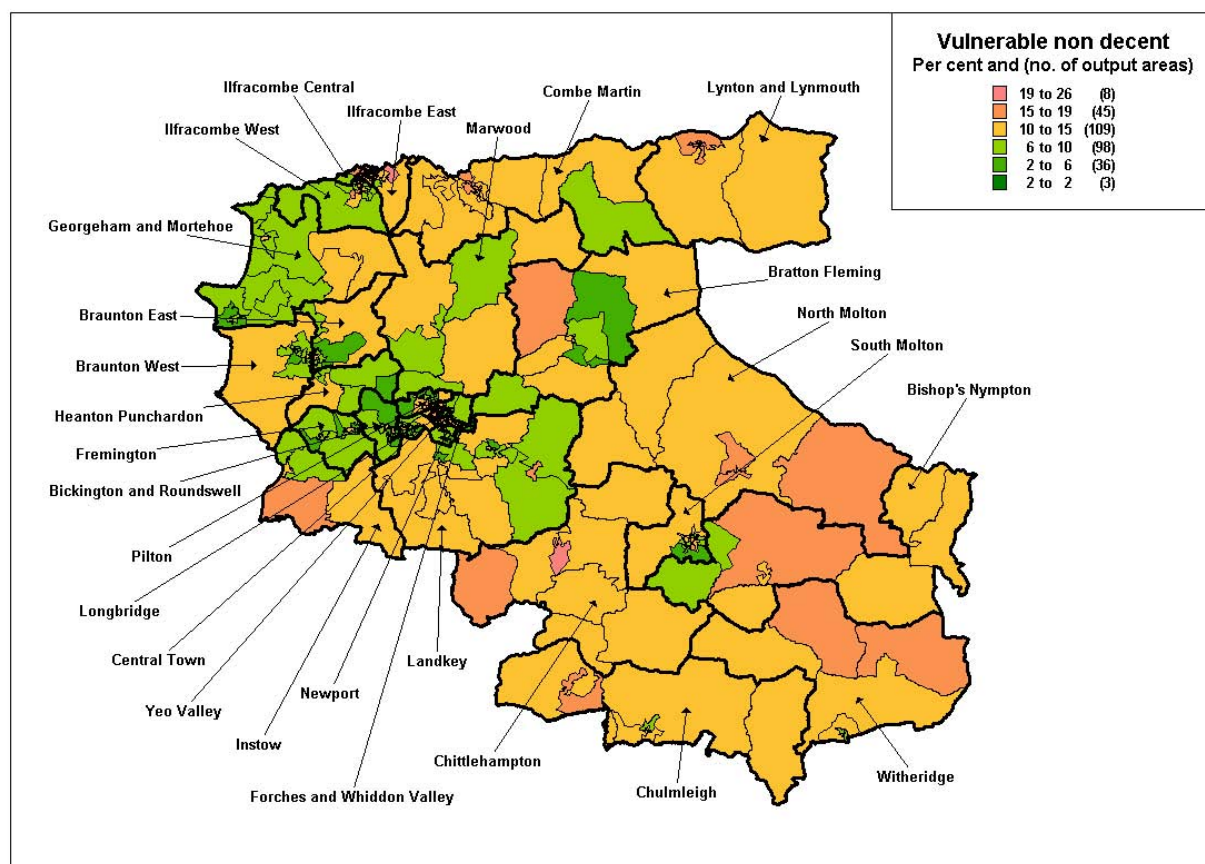 Vulnerable non decent
Per cent and (no. of output areas)
19 to 26 (8)
15 to 19 (45)
10 to 15 (109)
6 to 10 (98)
2 to 6 (36)
2 to 2 (3)
Ilfracombe Central
Ilfracombe East
Combe Martin
Lynton and Lynmouth
Ilfracombe West
Marwood
Georgeham and Mortehoe
Bratton Fleming
Braunton East
North Molton
South Molton
Braunton West
Bishop's Nympton
Heanton Punchardon
Fremington
Bickington and Roundswell
Pilton
Longbridge
Central Town
Landkey
Newport
Yeo Valley
Instow
Chittlehampton
Witheridge
Forches and Whiddon Valley
Chulmleigh